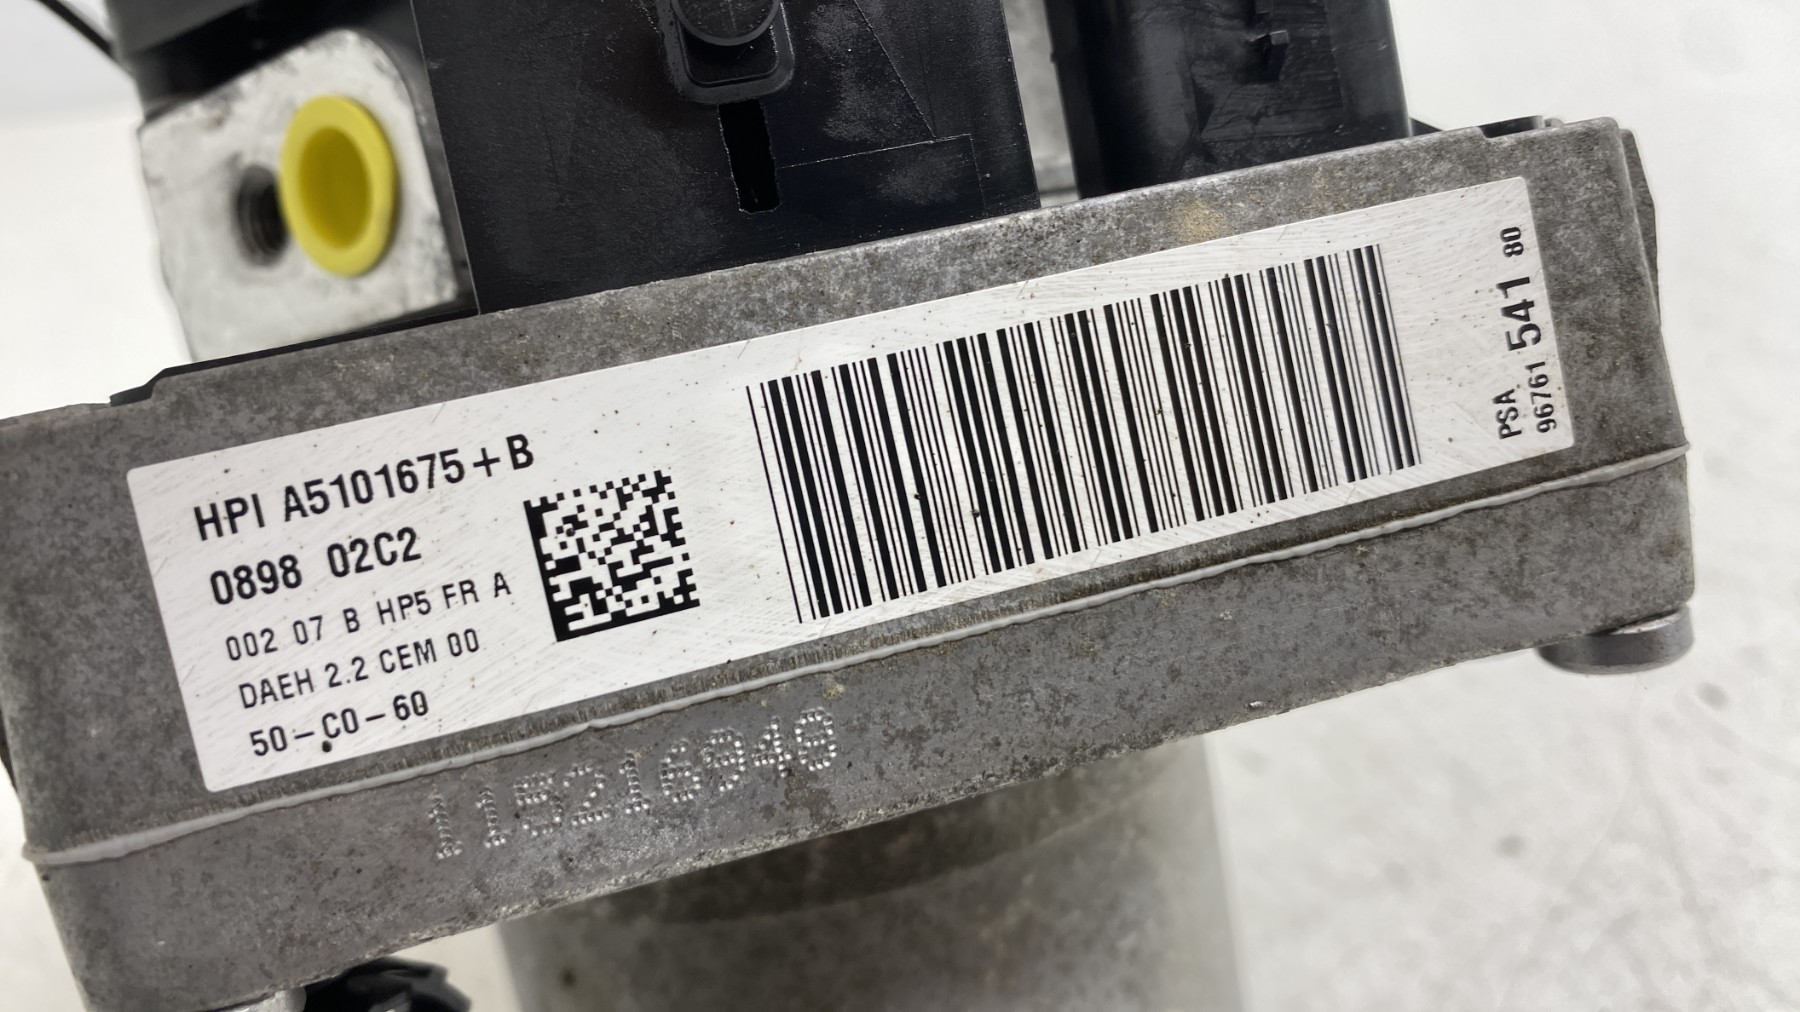 HPI A5101675+B
0898 02C2
002 07 B HP5 FR A
DAEH 2.2 CEM 00
50-C0-60
PSA
96761 541 80
115216940